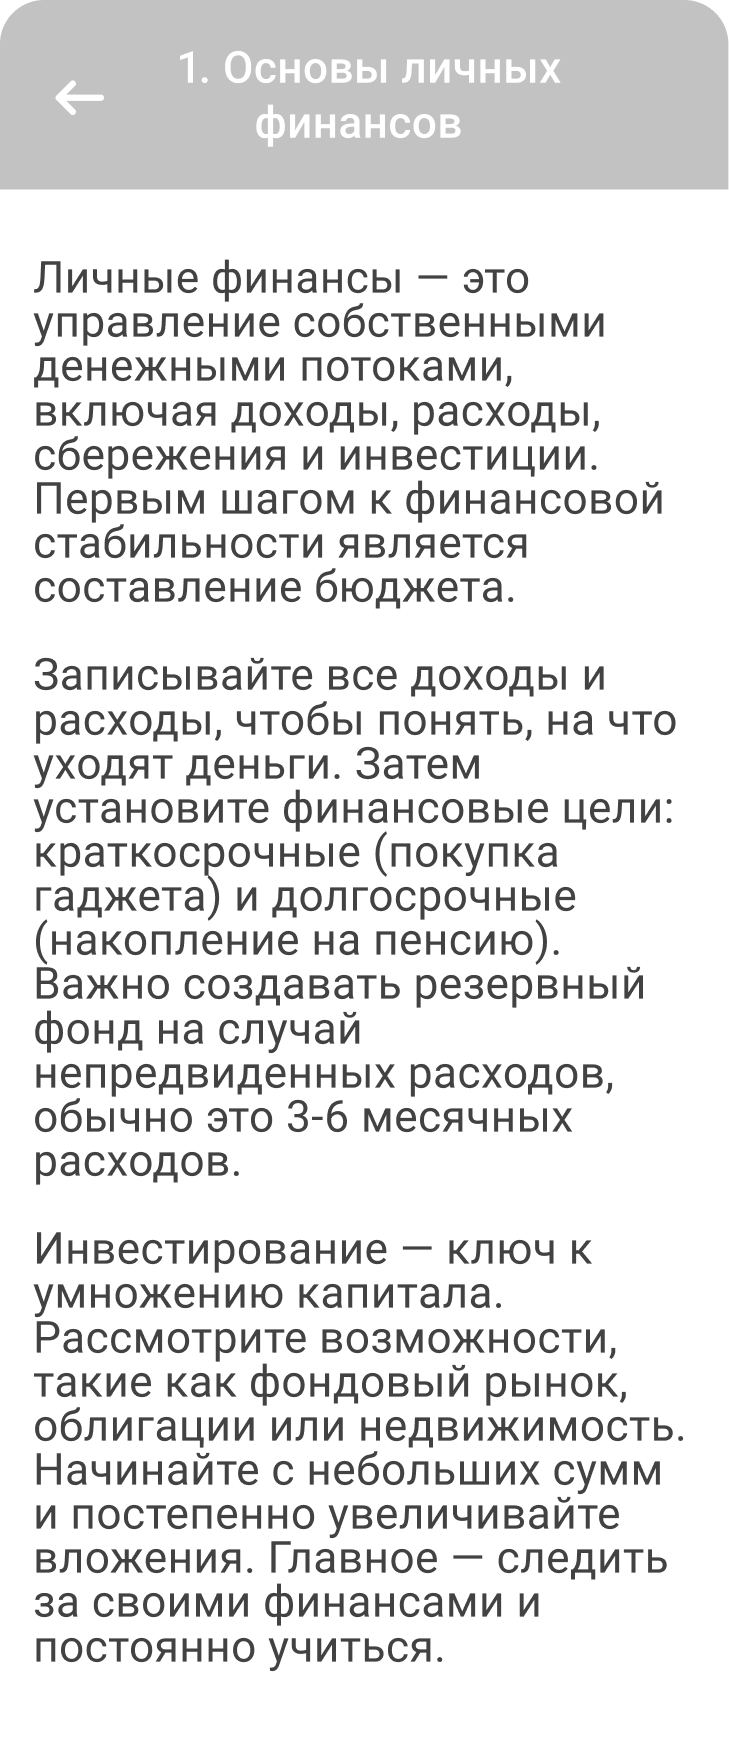 1. Основы личных
финансов
Личные финансы — это
управление собственными
денежными потоками,
включая доходы, расходы,
сбережения и инвестиции.
Первым шагом к финансовой
стабильности является
составление бюджета.
Записывайте все доходы и
расходы, чтобы понять, на что
уходят деньги. Затем
установите финансовые цели:
краткосрочные (покупка
гаджета) и долгосрочные
(накопление на пенсию).
Важно создавать резервный
фонд на случай
непредвиденных расходов,
обычно это 3-6 месячных
расходов.
Инвестирование — ключ к
умножению капитала.
Рассмотрите возможности,
такие как фондовый рынок,
облигации или недвижимость.
Начинайте с небольших сумм
и постепенно увеличивайте
вложения. Главное — следить
за своими финансами и
постоянно учиться.